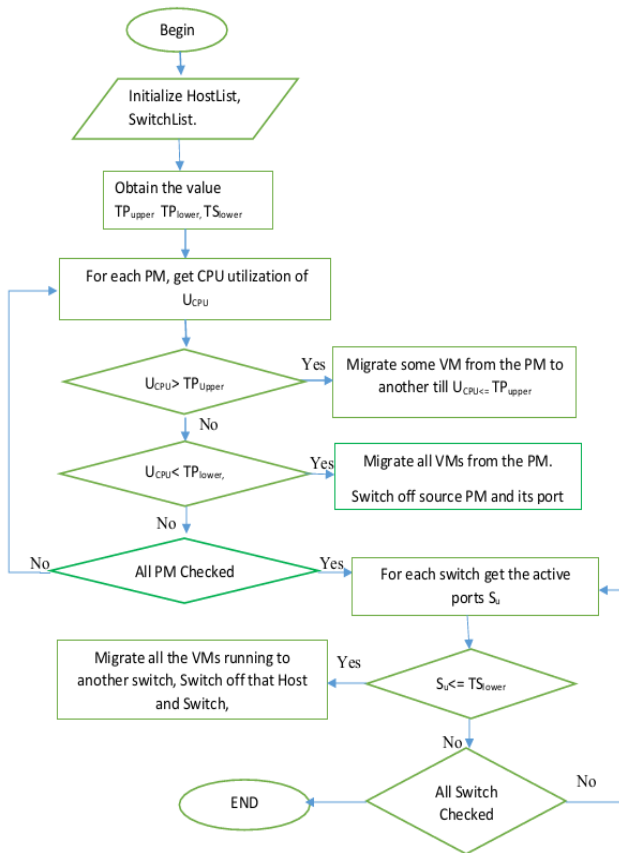 Begin
Initialize HostList,
SwitchList.
Obtain the value
TPupper TPlower, TSlower
For each PM, get CPU utilization of
UCPU
UCPU> TPUpper
Yes
Migrate some VM from the PM to
another till UCPU<= TPupper
No
UCPU< TPlower,
Yes
Migrate all VMs from the PM.
Switch off source PM and its port
No
No
All PM Checked
Yes
For each switch get the active
ports Su
Migrate all the VMs running to
another switch, Switch off that Host
and Switch,
Yes
Su<= TSlower
No
All Switch
Checked
No
END